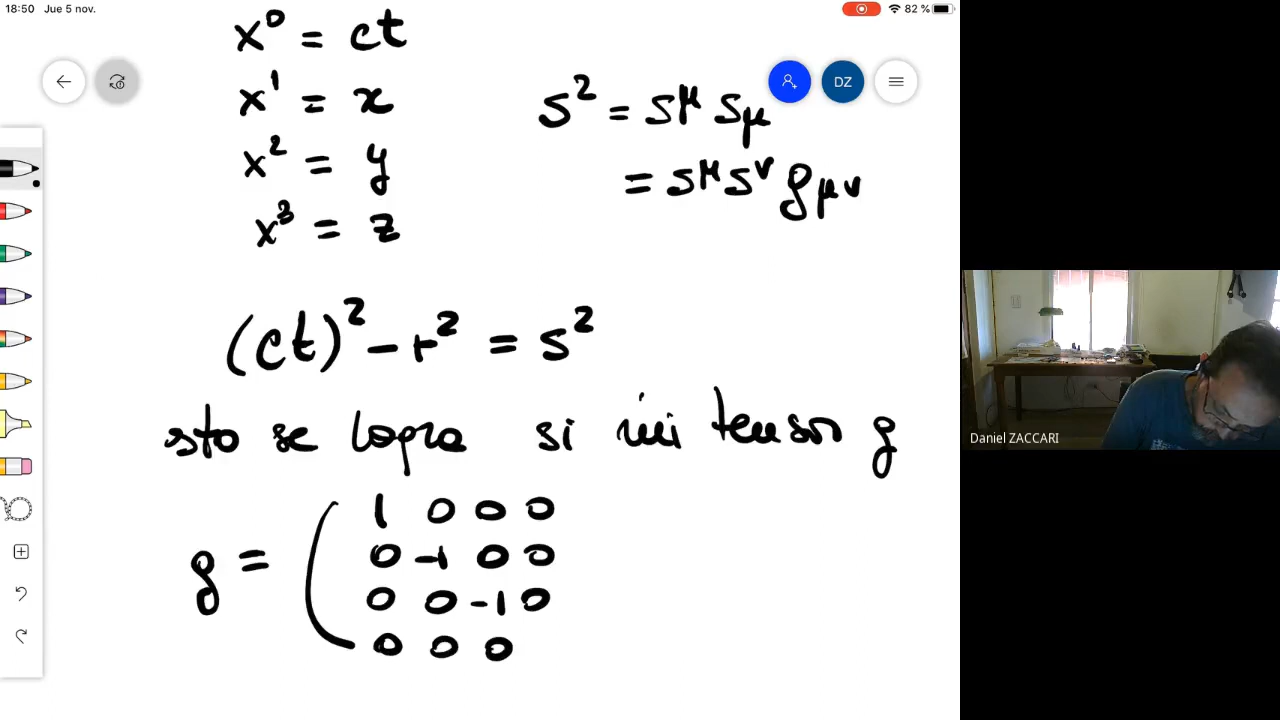 18:50 Jue 5 nov.
82 %
DZ
x⁰ = ct
x¹ = x
x² = y
x³ = z
s² = s^μ s_μ
= s^μ s^ν g_μν
(ct)² - r² = s²
sto se logra si mi tensor g
g = ( 1 0 0 0
0 -1 0 0
0 0 -1 0
0 0 0
Daniel ZACCARI